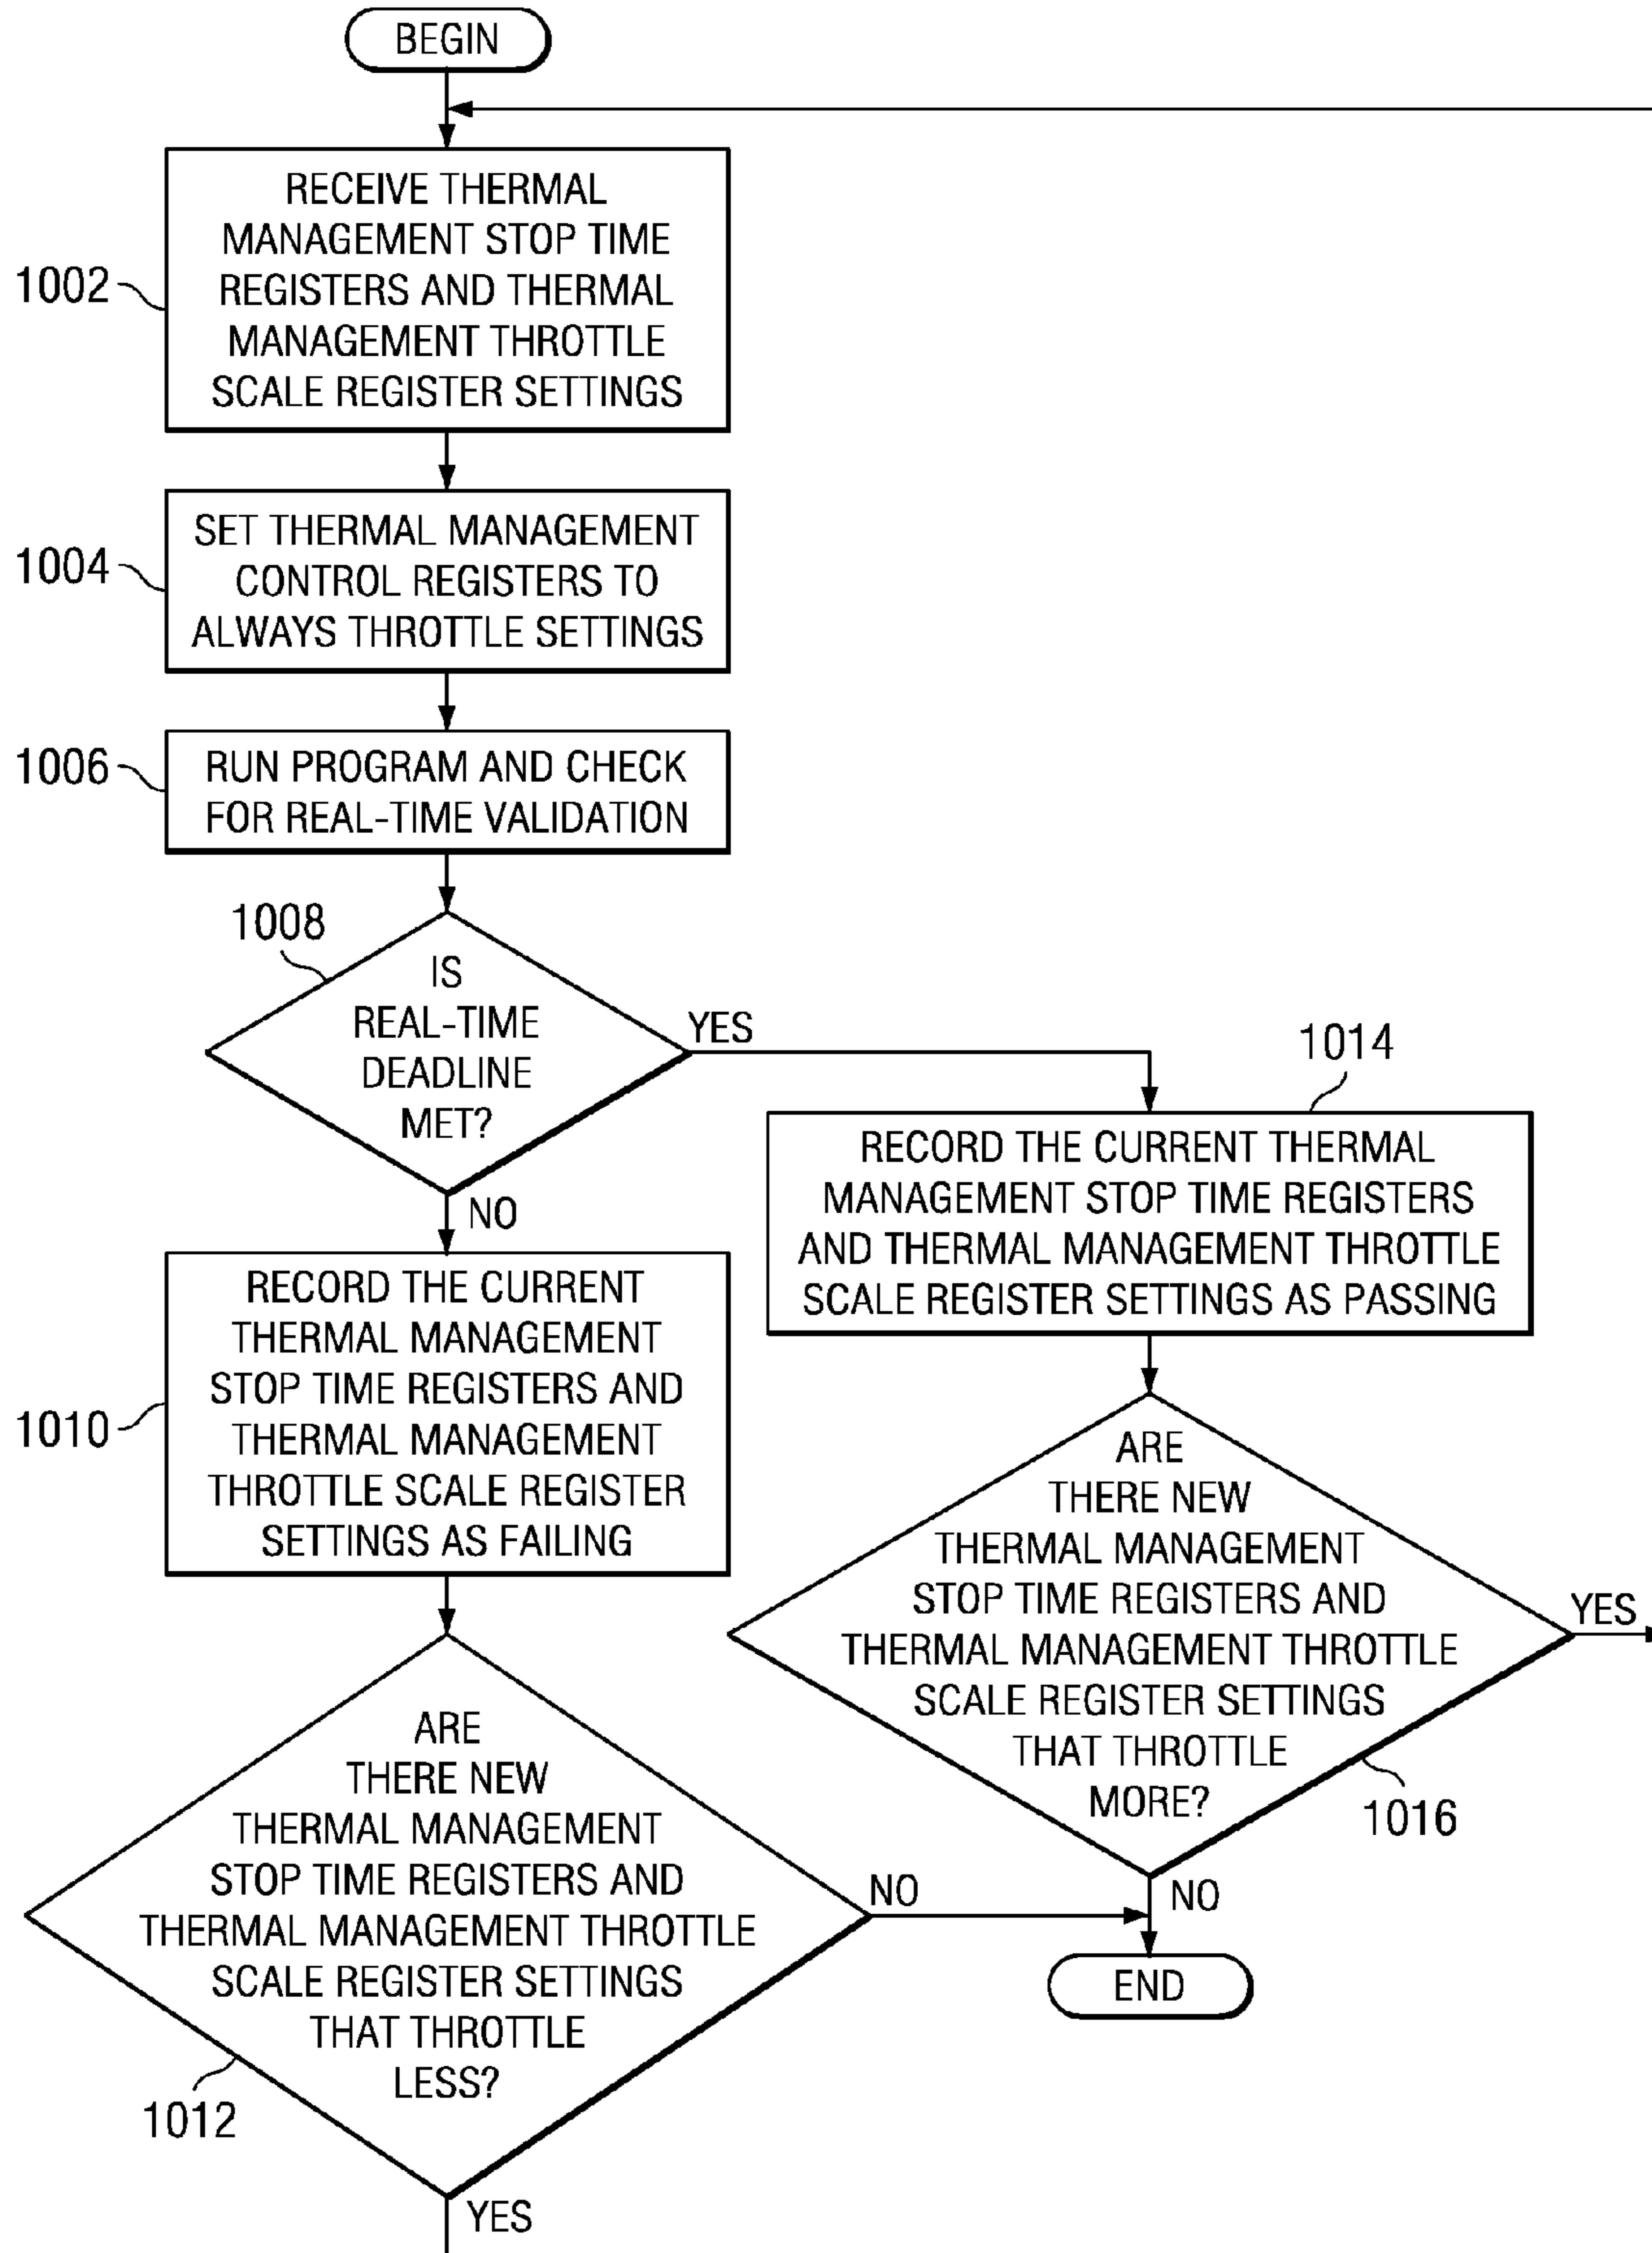 BEGIN
1002
RECEIVE THERMAL
MANAGEMENT STOP TIME
REGISTERS AND THERMAL
MANAGEMENT THROTTLE
SCALE REGISTER SETTINGS
1004
SET THERMAL MANAGEMENT
CONTROL REGISTERS TO
ALWAYS THROTTLE SETTINGS
1006
RUN PROGRAM AND CHECK
FOR REAL-TIME VALIDATION
1008
IS
REAL-TIME
DEADLINE
MET?
YES
NO
1010
RECORD THE CURRENT
THERMAL MANAGEMENT
STOP TIME REGISTERS AND
THERMAL MANAGEMENT
THROTTLE SCALE REGISTER
SETTINGS AS FAILING
1014
RECORD THE CURRENT THERMAL
MANAGEMENT STOP TIME REGISTERS
AND THERMAL MANAGEMENT THROTTLE
SCALE REGISTER SETTINGS AS PASSING
ARE
THERE NEW
THERMAL MANAGEMENT
STOP TIME REGISTERS AND
THERMAL MANAGEMENT THROTTLE
SCALE REGISTER SETTINGS
THAT THROTTLE
MORE?
YES
1016
NO
ARE
THERE NEW
THERMAL MANAGEMENT
STOP TIME REGISTERS AND
THERMAL MANAGEMENT THROTTLE
SCALE REGISTER SETTINGS
THAT THROTTLE
LESS?
NO
1012
YES
END